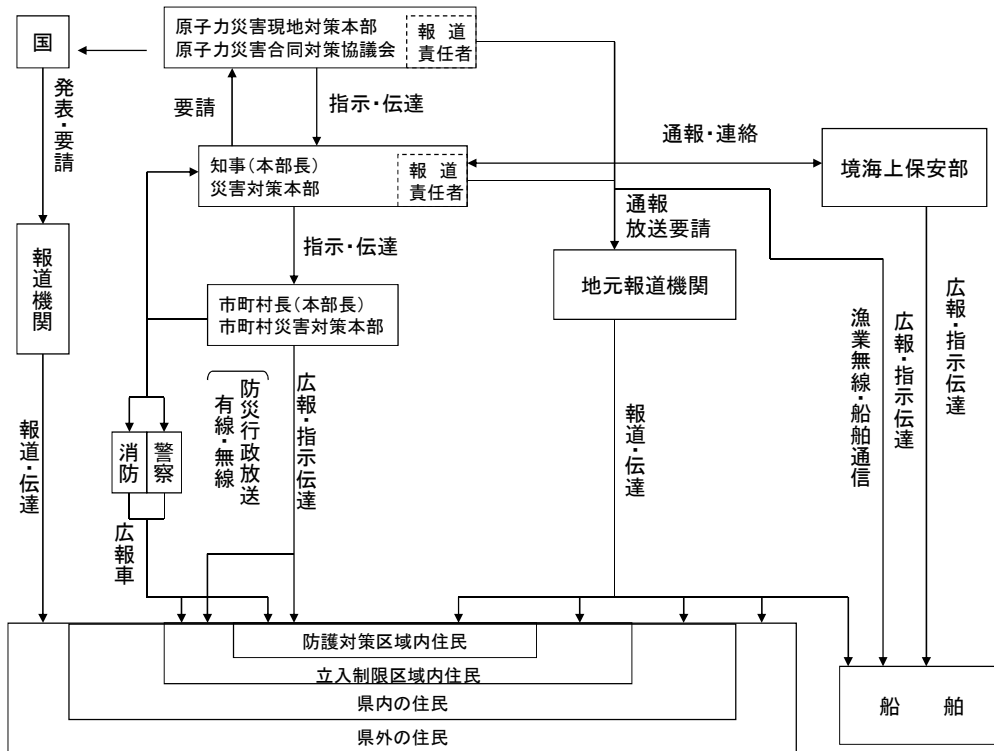 国
原子力災害現地対策本部
原子力災害合同対策協議会
報　道
責任者
発表・要請
要請
指示・伝達
通報・連絡
知事（本部長）
災害対策本部
報　道
責任者
境海上保安部
通報
放送要請
指示・伝達
報道機関
地元報道機関
市町村長（本部長）
市町村災害対策本部
広報・指示伝達
防災行政放送
有線・無線
広報・指示伝達
広報・指示伝達
漁業無線・船舶通信
報道・伝達
報道・伝達
消防
警察
広報車
防護対策区域内住民
立入制限区域内住民
県内の住民
県外の住民
船　　舶